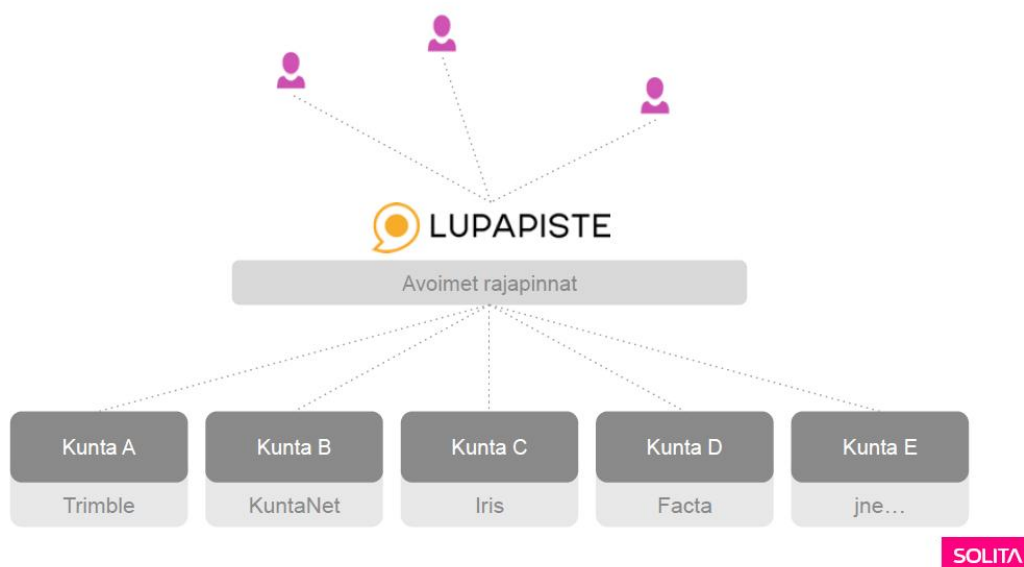 LUPAPISTE
Avoimet rajapinnat
Kunta A
Kunta B
Kunta C
Kunta D
Kunta E
Trimble
KuntaNet
Iris
Facta
jne...
SOLITA